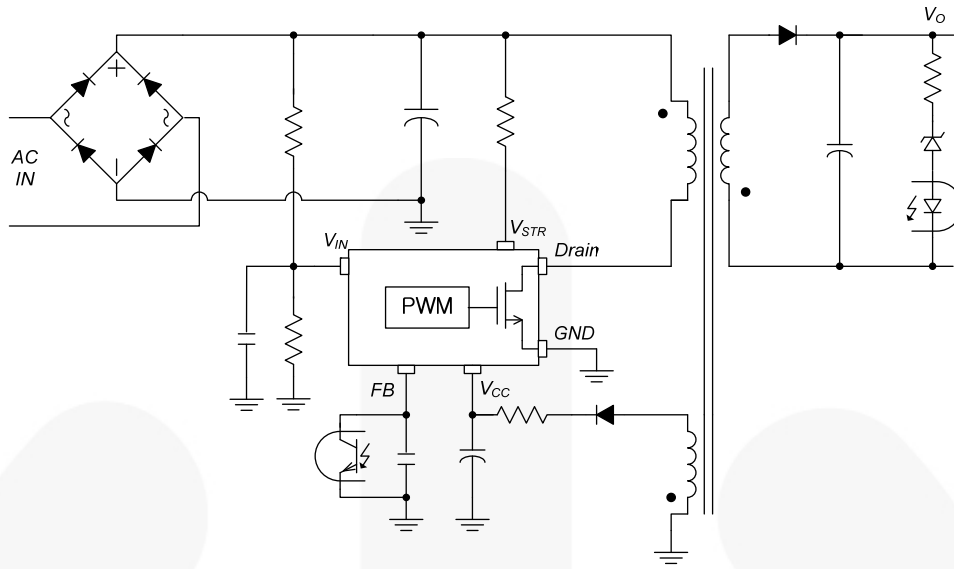 V_O
AC
IN
V_IN
V_STR
Drain
PWM
GND
FB
V_CC